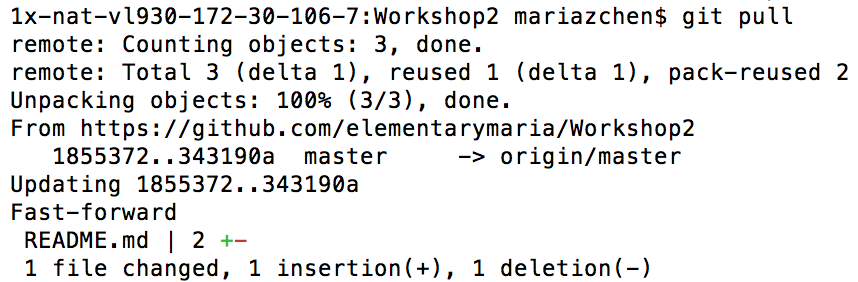 1x-nat-vl930-172-30-106-7:Workshop2 mariazchen$ git pull
remote: Counting objects: 3, done.
remote: Total 3 (delta 1), reused 1 (delta 1), pack-reused 2
Unpacking objects: 100% (3/3), done.
From https://github.com/elementarymaria/Workshop2
   1855372..343190a  master     -> origin/master
Updating 1855372..343190a
Fast-forward
 README.md | 2 +-
 1 file changed, 1 insertion(+), 1 deletion(-)